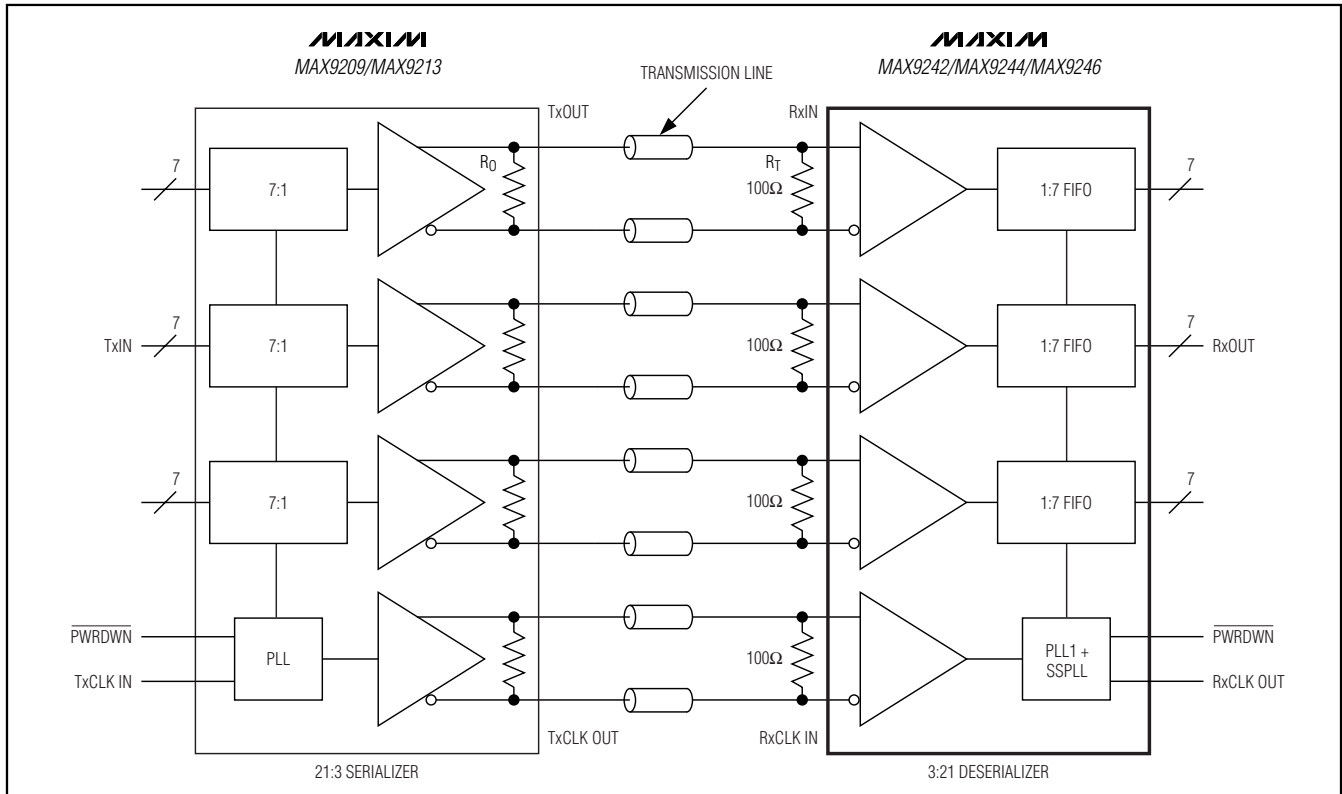 MAXIM
MAX9209/MAX9213
MAXIM
MAX9242/MAX9244/MAX9246
TRANSMISSION LINE
TxOUT
RxIN
7
7:1
RO
RT
100Ω
1:7 FIFO
7
TxIN
7
7:1
100Ω
1:7 FIFO
7
RxOUT
7
7:1
100Ω
1:7 FIFO
7
PWRDWN
TxCLK IN
PLL
100Ω
PLL1 +
SSPLL
PWRDWN
RxCLK OUT
TxCLK OUT
RxCLK IN
21:3 SERIALIZER
3:21 DESERIALIZER